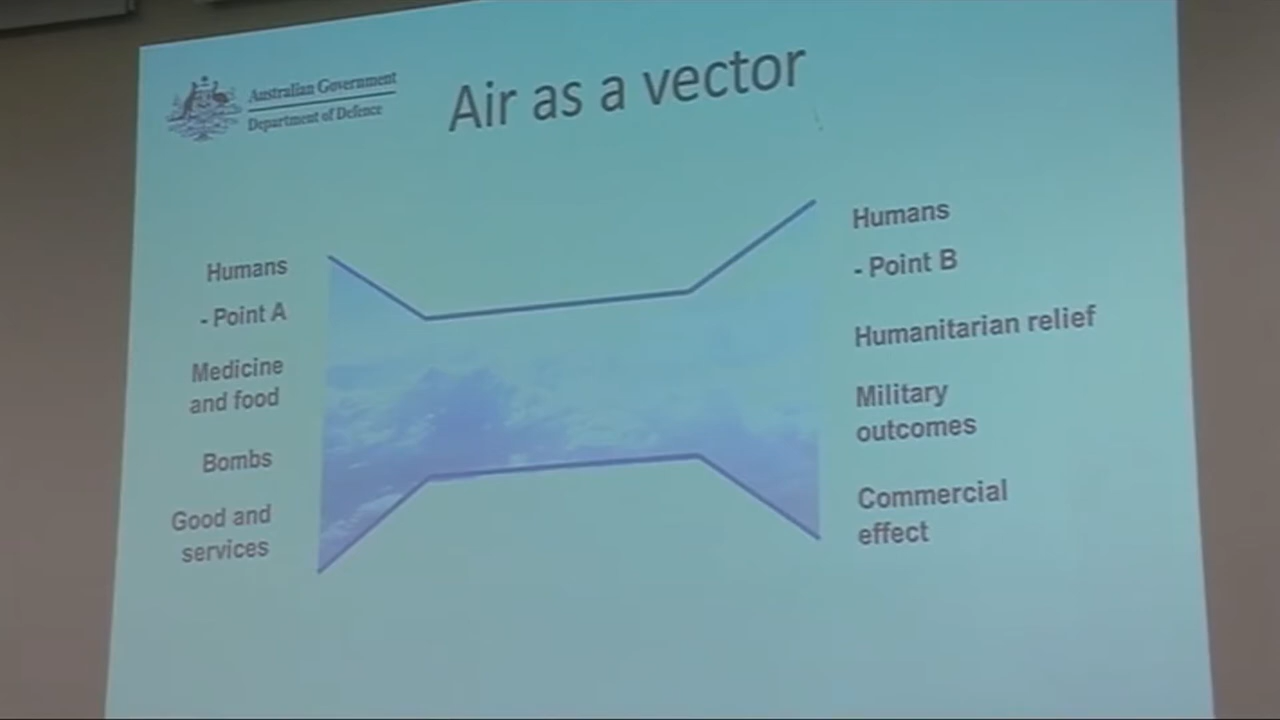 Australian Government
Department of Defence
Air as a vector
Humans
- Point A
Medicine
and food
Bombs
Good and
services
Humans
- Point B
Humanitarian relief
Military
outcomes
Commercial
effect